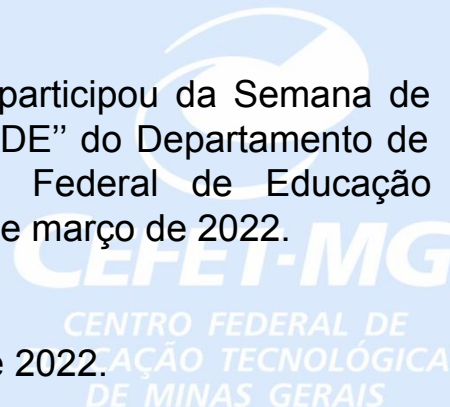 participou da Semana de
DE” do Departamento de
Federal de Educação
e março de 2022.
CEFET-MG
CENTRO FEDERAL DE
EDUCAÇÃO TECNOLÓGICA
DE MINAS GERAIS
e 2022.